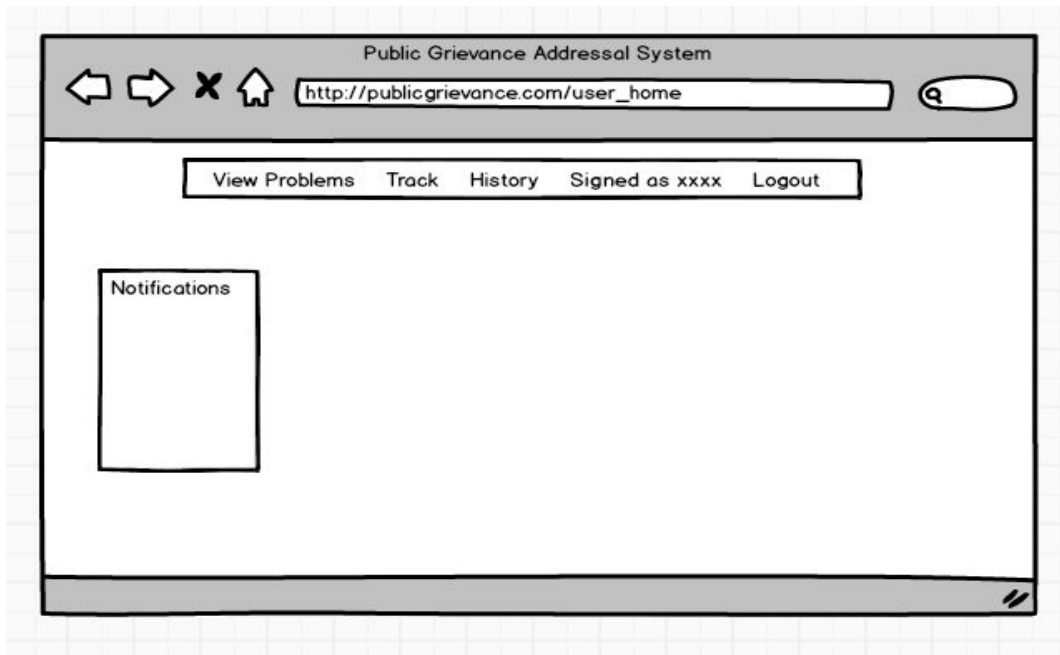 Public Grievance Addressal System
http://publicgrievance.com/user_home
View Problems Track History Signed as xxxx Logout
Notifications